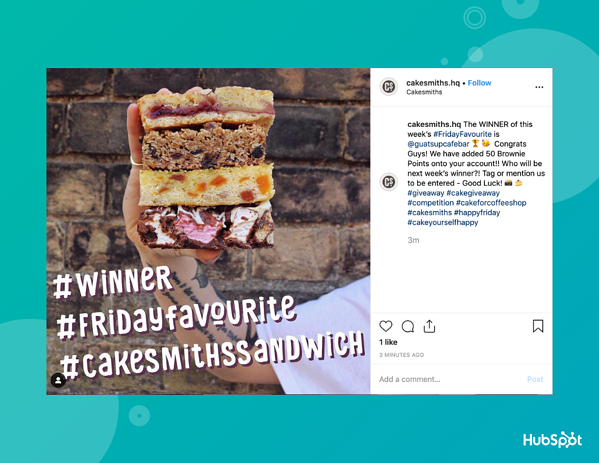 #WINNER
#FRIDAYFAVOURITE
#CAKESMITHSSANDWICH
cakesmiths.hq • Follow
Cakesmiths
cakesmiths.hq The WINNER of this
week's #FridayFavourite is
@guatsupcafebar 🏆 😘 Congrats
Guys! We have added 50 Brownie
Points onto your account!! Who will be
next week's winner?! Tag or mention us
to be entered - Good Luck! 📸 👍
#giveaway #cakegiveaway
#competition #cakeforcoffeeshop
#cakesmiths #happyfriday
#cakeyourselfhappy
3m
1 like
3 MINUTES AGO
Add a comment...
Post
HubSpot